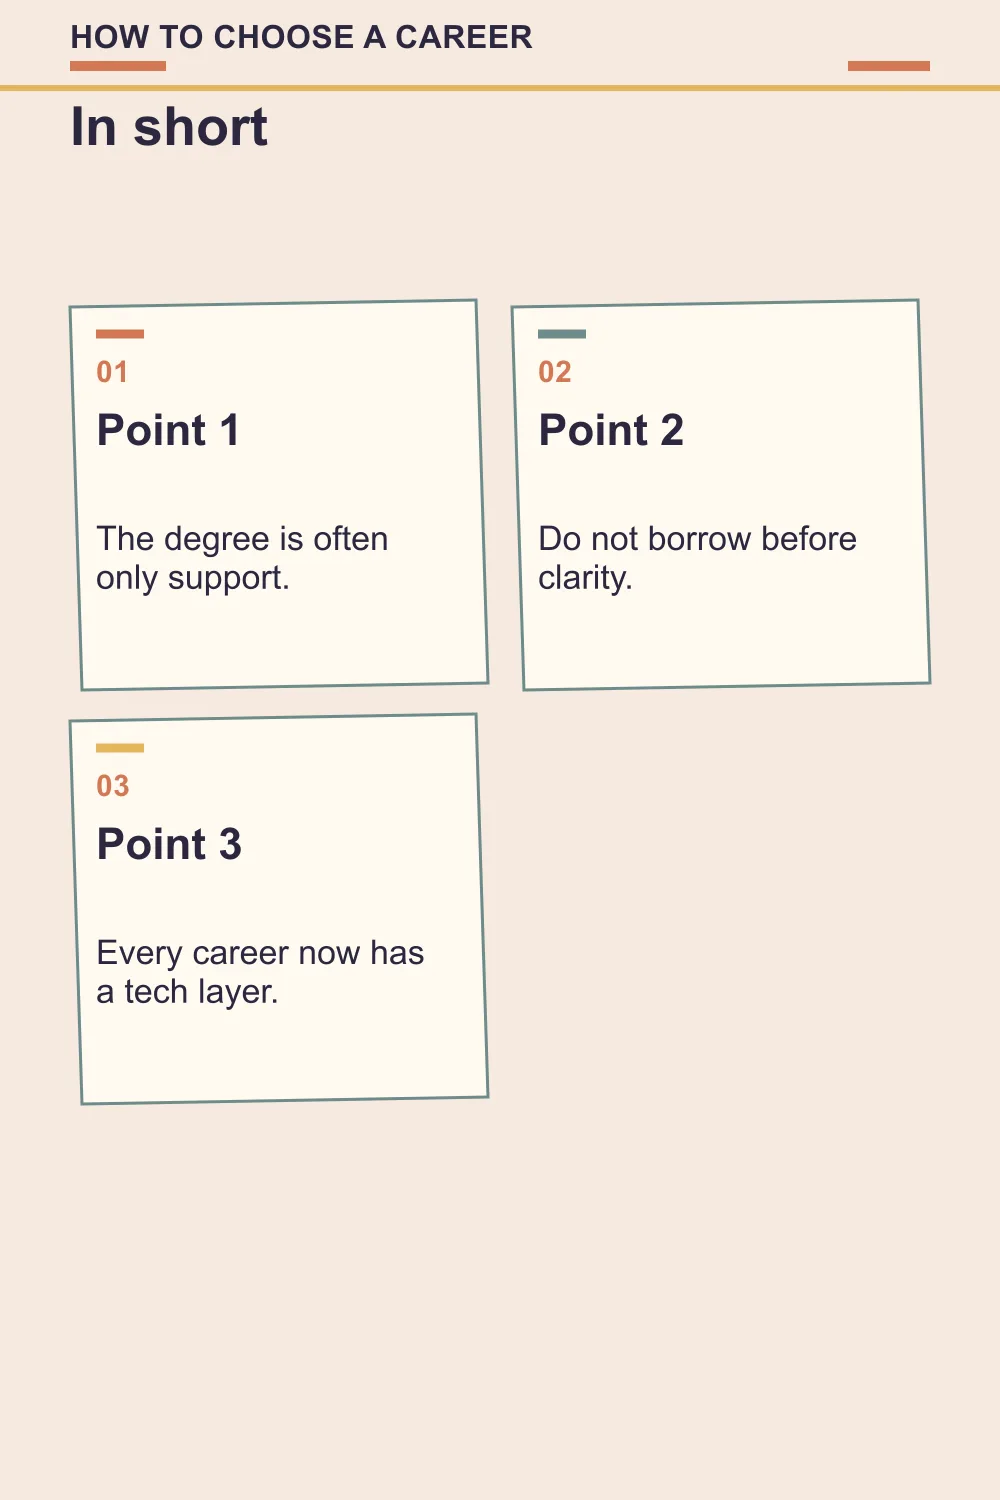 HOW TO CHOOSE A CAREER
In short
01
Point 1
The degree is often
only support.
02
Point 2
Do not borrow before
clarity.
03
Point 3
Every career now has
a tech layer.